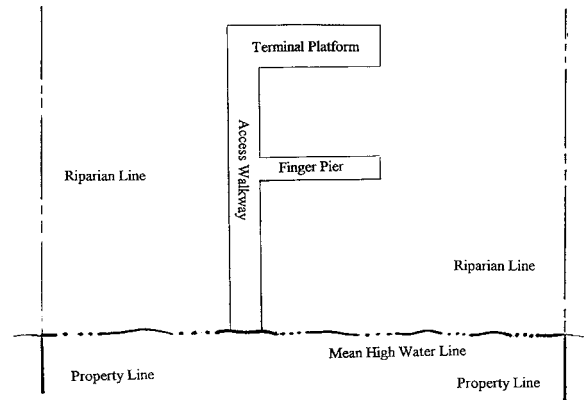 Terminal Platform
Access Walkway
Finger Pier
Riparian Line
Riparian Line
Mean High Water Line
Property Line
Property Line